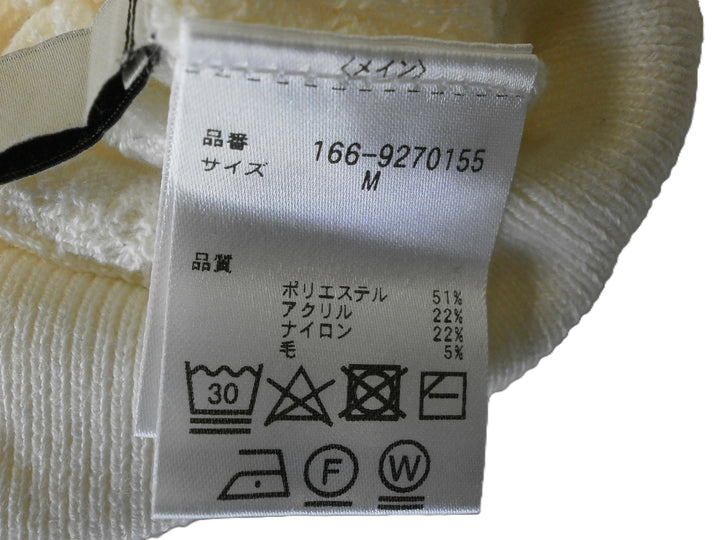 〈メイン〉
品番 166-9270155
サイズ M
品質
ポリエステル 51%
アクリル 22%
ナイロン 22%
毛 5%
30
F W